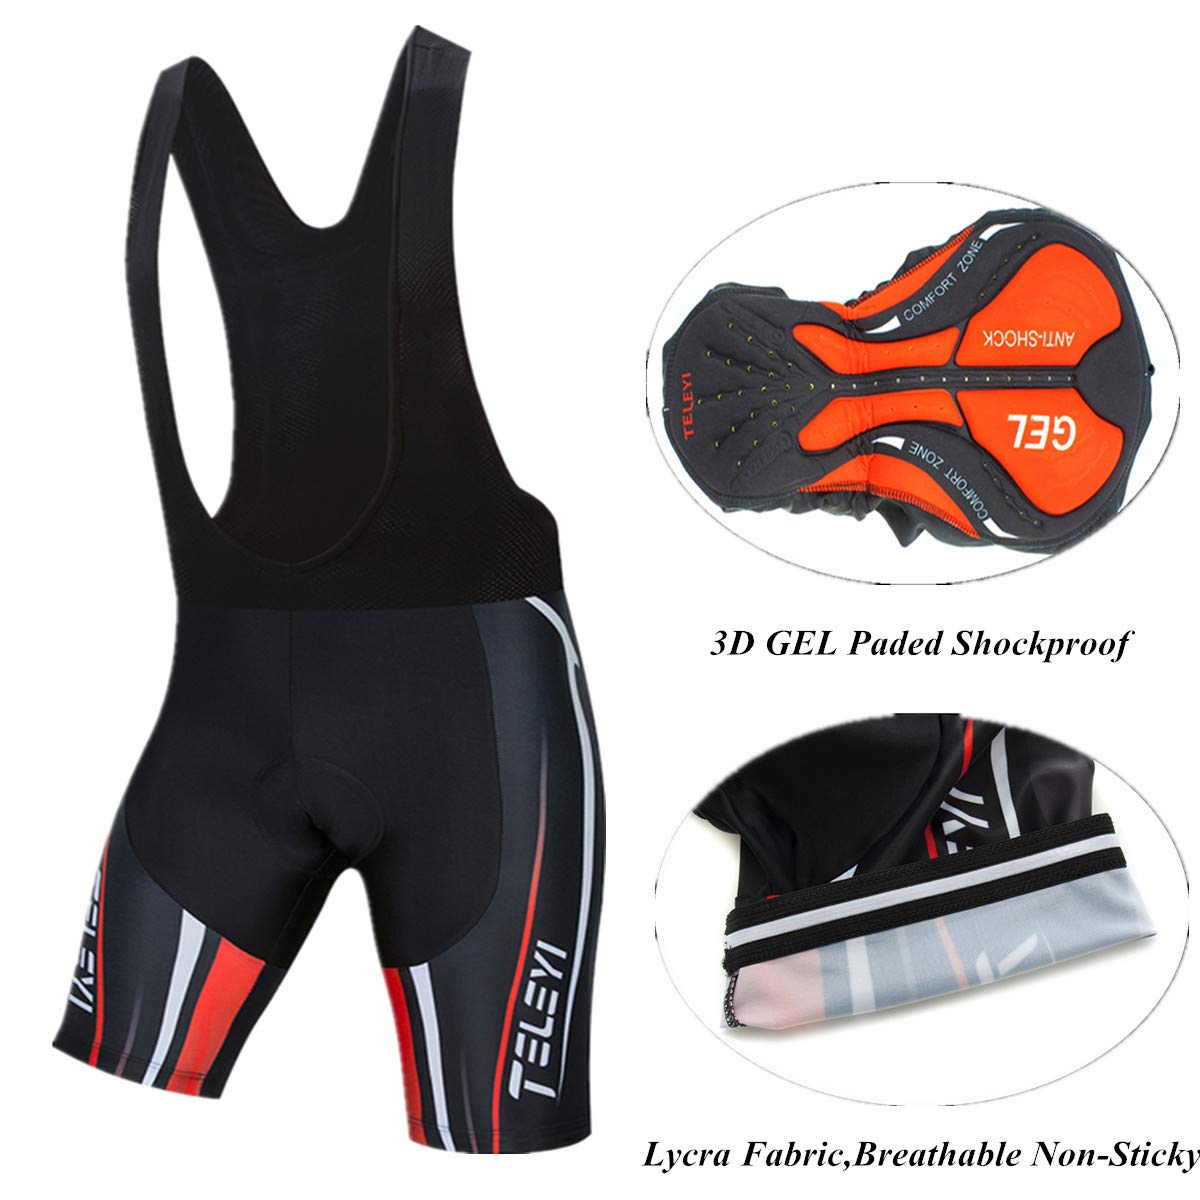 TELEYI
TELEYI
TELEYI
COMFORT ZONE
ANTI-SHOCK
GEL
COMFORT ZONE
3D GEL Paded Shockproof
Lycra Fabric,Breathable Non-Sticky